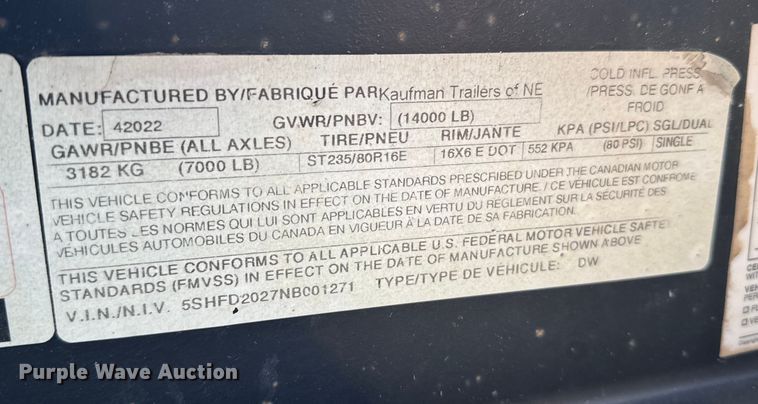 MANUFACTURED BY/FABRIQUÉ PAR Kaufman Trailers of NE
COLD INFL. PRESS
/PRESS. DE GONF A
FROID
DATE: 42022 GV.WR/PNBV: (14000 LB)
GAWR/PNBE (ALL AXLES) TIRE/PNEU RIM/JANTE KPA (PSI/LPC) SGL/DUAL
3182 KG (7000 LB) ST235/80R16E 16X6 E DOT 552 KPA (80 PSI) SINGLE
THIS VEHICLE CONFORMS TO ALL APPLICABLE STANDARDS PRESCRIBED UNDER THE CANADIAN MOTOR
VEHICLE SAFETY REGULATIONS IN EFFECT ON THE DATE OF MANUFACTURE. / CE VÉHICULE EST CONFROME
A TOUTES LES NORMES QUI LUI SONT APPLICABLES EN VERTU DU RÈGLEMENT SUR LA SÉCURITÉ DES
VÉHICULES AUTOMOBILES DU CANADA EN VIGUEUR À LA DATE DE SA FABRICATION.
THIS VEHICLE CONFORMS TO ALL APPLICABLE U.S. FEDERAL MOTOR VEHICLE SAFETY
STANDARDS (FMVSS) IN EFFECT ON THE DATE OF MANUFACTURE SHOWN ABOVE
V.I.N./N.I.V. 5SHFD2027NB001271 TYPE/TYPE DE VÉHICULE: DW
Purple Wave Auction